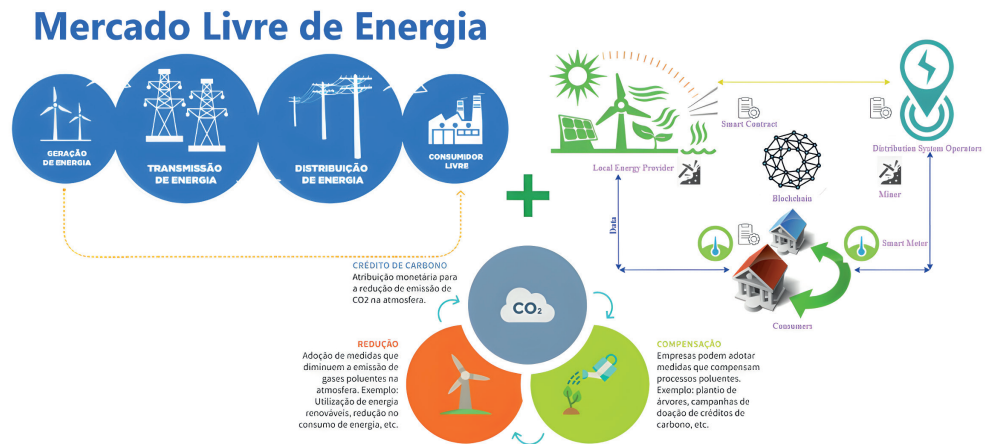 Mercado Livre de Energia
GERAÇÃO
DE ENERGIA
TRANSMISSÃO
DE ENERGIA
DISTRIBUIÇÃO
DE ENERGIA
CONSUMIDOR
LIVRE
Smart Contract
Local Energy Provider
Distribution System Operators
Blockchain
Miner
Data
Smart Meter
Consumers
CRÉDITO DE CARBONO
Atribuição monetária para
a redução de emissão de
CO2 na atmosfera.
CO₂
REDUÇÃO
Adoção de medidas que
diminuem a emissão de
gases poluentes na
atmosfera. Exemplo:
Utilização de energia
renováveis, redução no
consumo de energia, etc.
COMPENSAÇÃO
Empresas podem adotar
medidas que compensam
processos poluentes.
Exemplo: plantio de
árvores, campanhas de
doação de créditos de
carbono, etc.